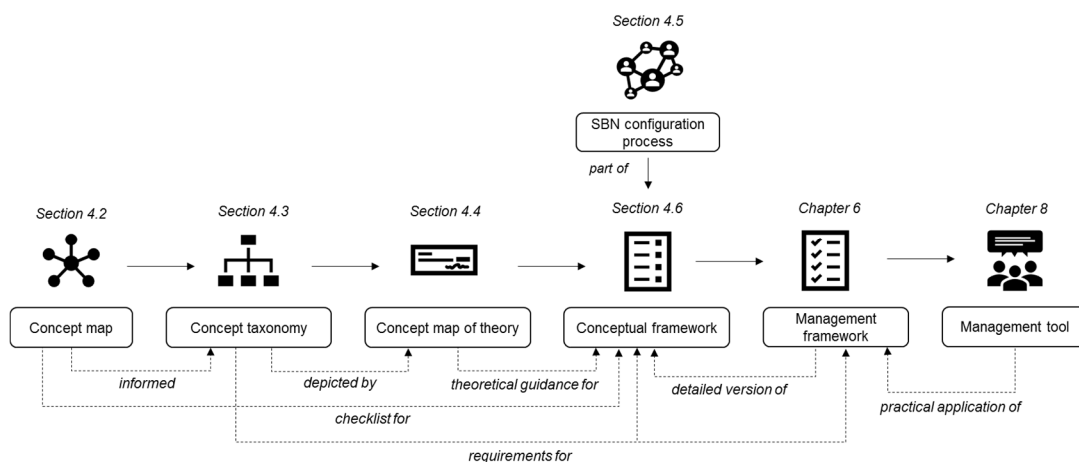 Section 4.5
SBN configuration
process
part of
Section 4.2
Section 4.3
Section 4.4
Section 4.6
Chapter 6
Chapter 8
Concept map
Concept taxonomy
Concept map of theory
Conceptual framework
Management
framework
Management tool
informed
depicted by
theoretical guidance for
detailed version of
practical application of
checklist for
requirements for